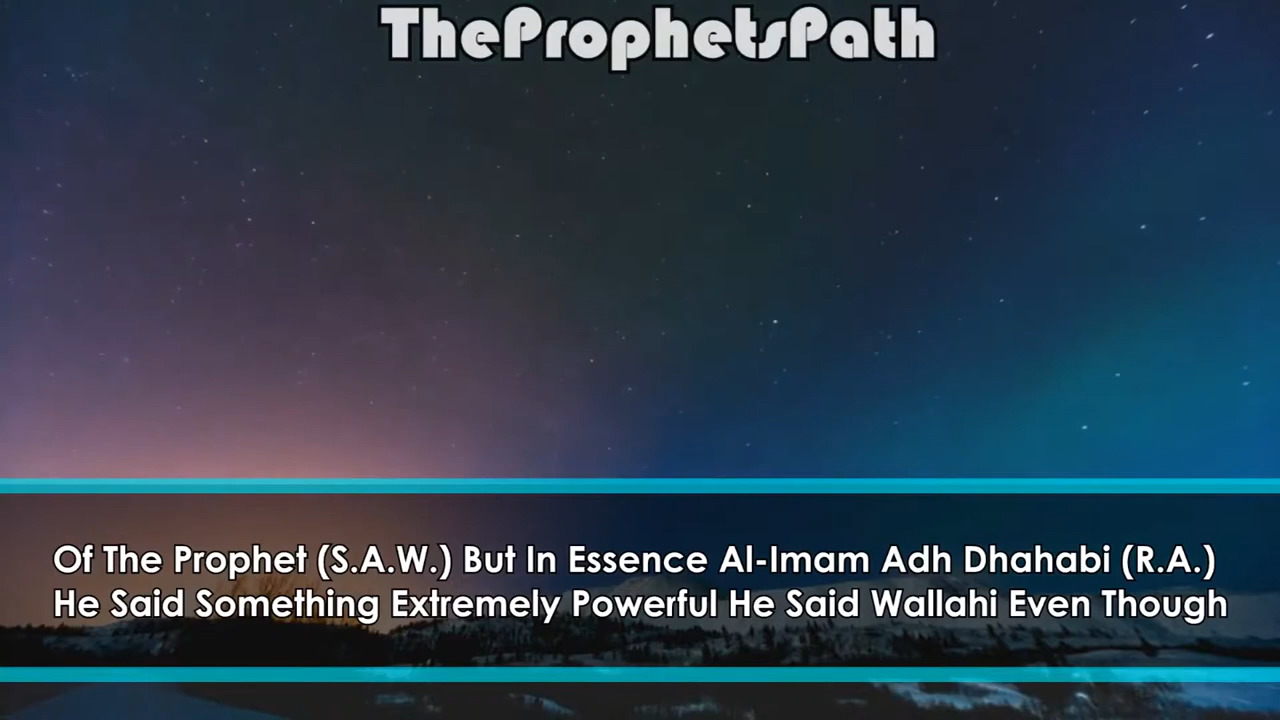 TheProphetsPath
Of The Prophet (S.A.W.) But In Essence Al-Imam Adh Dhahabi (R.A.)
He Said Something Extremely Powerful He Said Wallahi Even Though